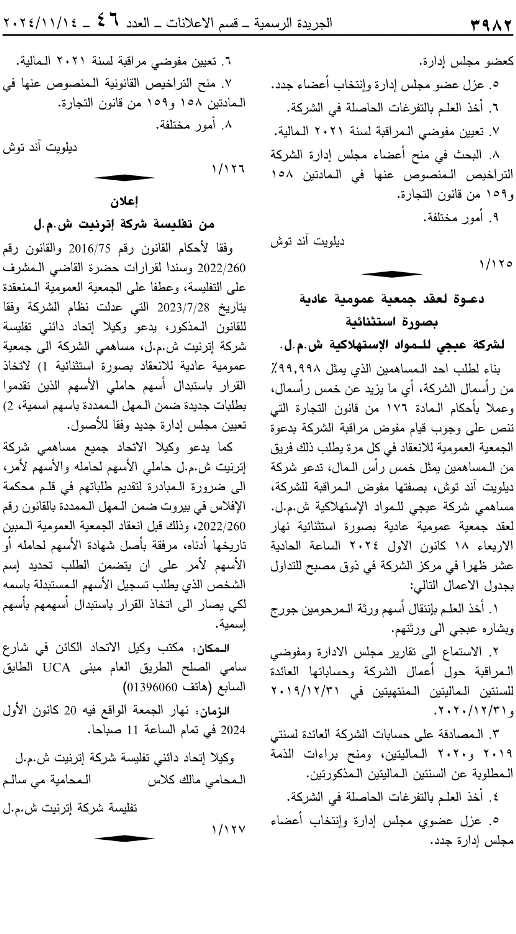 ٣٩٨٢
الجريدة الرسمية – قسم الاعلانات – العدد ٤٦ – ٢٠٢٤/١١/١٤
كعضو مجلس إدارة.
٥. عزل عضو مجلس إدارة وإنتخاب أعضاء جدد.
٦. أخذ العلم بالتفرغات الحاصلة في الشركة.
٧. تعيين مفوضي المراقبة لسنة ٢٠٢١ المالية.
٨. البحث في منح أعضاء مجلس إدارة الشركة
التراخيص المنصوص عنها في المادتين ١٥٨
و١٥٩ من قانون التجارة.
٩. أمور مختلفة.
ديلويت آند توش
١/١٢٥
دعوة لعقد جمعية عمومية عادية
بصورة استثنائية
لشركة عبجي للمواد الإستهلاكية ش.م.ل.
بناء لطلب احد المساهمين الذي يمثل ٩٩,٩٩٨٪
من رأسمال الشركة، أي ما يزيد عن خمس رأسمال،
وعملا بأحكام المادة ١٧٦ من قانون التجارة التي
تنص على وجوب قيام مفوض مراقبة الشركة بدعوة
الجمعية العمومية للانعقاد في كل مرة يطلب ذلك فريق
من المساهمين يمثل خمس رأس المال، تدعو شركة
ديلويت آند توش، بصفتها مفوض المراقبة للشركة،
مساهمي شركة عبجي للمواد الإستهلاكية ش.م.ل.
لعقد جمعية عمومية عادية بصورة استثنائية نهار
الاربعاء ١٨ كانون الاول ٢٠٢٤ الساعة الحادية
عشر ظهرا في مركز الشركة في ذوق مصبح للتداول
بجدول الاعمال التالي:
١. أخذ العلم بإنتقال أسهم ورثة المرحومين جورج
وبشاره عبجي الى ورثتهم.
٢. الاستماع الى تقارير مجلس الادارة ومفوضي
المراقبة حول أعمال الشركة وحساباتها العائدة
للسنتين الماليتين المنتهيتين في ٢٠١٩/١٢/٣١
و٢٠٢٠/١٢/٣١.
٣. المصادقة على حسابات الشركة العائدة لسنتي
٢٠١٩ و٢٠٢٠ الماليتين، ومنح براءات الذمة
المطلوبة عن السنتين الماليتين المذكورتين.
٤. أخذ العلم بالتفرغات الحاصلة في الشركة.
٥. عزل عضوي مجلس إدارة وإنتخاب أعضاء
مجلس إدارة جدد.
٦. تعيين مفوضي مراقبة لسنة ٢٠٢١ المالية.
٧. منح التراخيص القانونية المنصوص عنها في
المادتين ١٥٨ و١٥٩ من قانون التجارة.
٨. أمور مختلفة.
ديلويت آند توش
١/١٢٦
إعلان
من تفليسة شركة إترنيت ش.م.ل
وفقا لأحكام القانون رقم 2016/75 والقانون رقم
2022/260 وسندا لقرارات حضرة القاضي المشرف
على التفليسة، وعطفا على الجمعية العمومية المنعقدة
بتاريخ 2023/7/28 التي عدلت نظام الشركة وفقا
للقانون المذكور، يدعو وكيلا إتحاد دائني تفليسة
شركة إترنيت ش.م.ل، مساهمي الشركة الى جمعية
عمومية عادية للانعقاد بصورة استثنائية 1) لاتخاذ
القرار باستبدال أسهم حاملي الأسهم الذين تقدموا
بطلبات جديدة ضمن المهل الممددة باسهم اسمية، 2)
تعيين مجلس إدارة جديد وفقا للأصول.
كما يدعو وكيلا الاتحاد جميع مساهمي شركة
إترنيت ش.م.ل حاملي الأسهم لحامله والأسهم لأمر،
الى ضرورة المبادرة لتقديم طلباتهم في قلم محكمة
الإفلاس في بيروت ضمن المهل الممددة بالقانون رقم
2022/260، وذلك قبل انعقاد الجمعية العمومية المبين
تاريخها أدناه، مرفقة بأصل شهادة الأسهم لحامله أو
الأسهم لأمر على ان يتضمن الطلب تحديد إسم
الشخص الذي يطلب تسجيل الأسهم المستبدلة باسمه
لكي يصار الى اتخاذ القرار باستبدال أسهمهم بأسهم
إسمية.
المكان: مكتب وكيل الاتحاد الكائن في شارع
سامي الصلح الطريق العام مبنى UCA الطابق
السابع (هاتف 01396060)
الزمان: نهار الجمعة الواقع فيه 20 كانون الأول
2024 في تمام الساعة 11 صباحا.
وكيلا إتحاد دائني تفليسة شركة إترنيت ش.م.ل
المحامي مالك كلاس المحامية مي سالم
تفليسة شركة إترنيت ش.م.ل
١/١٢٧